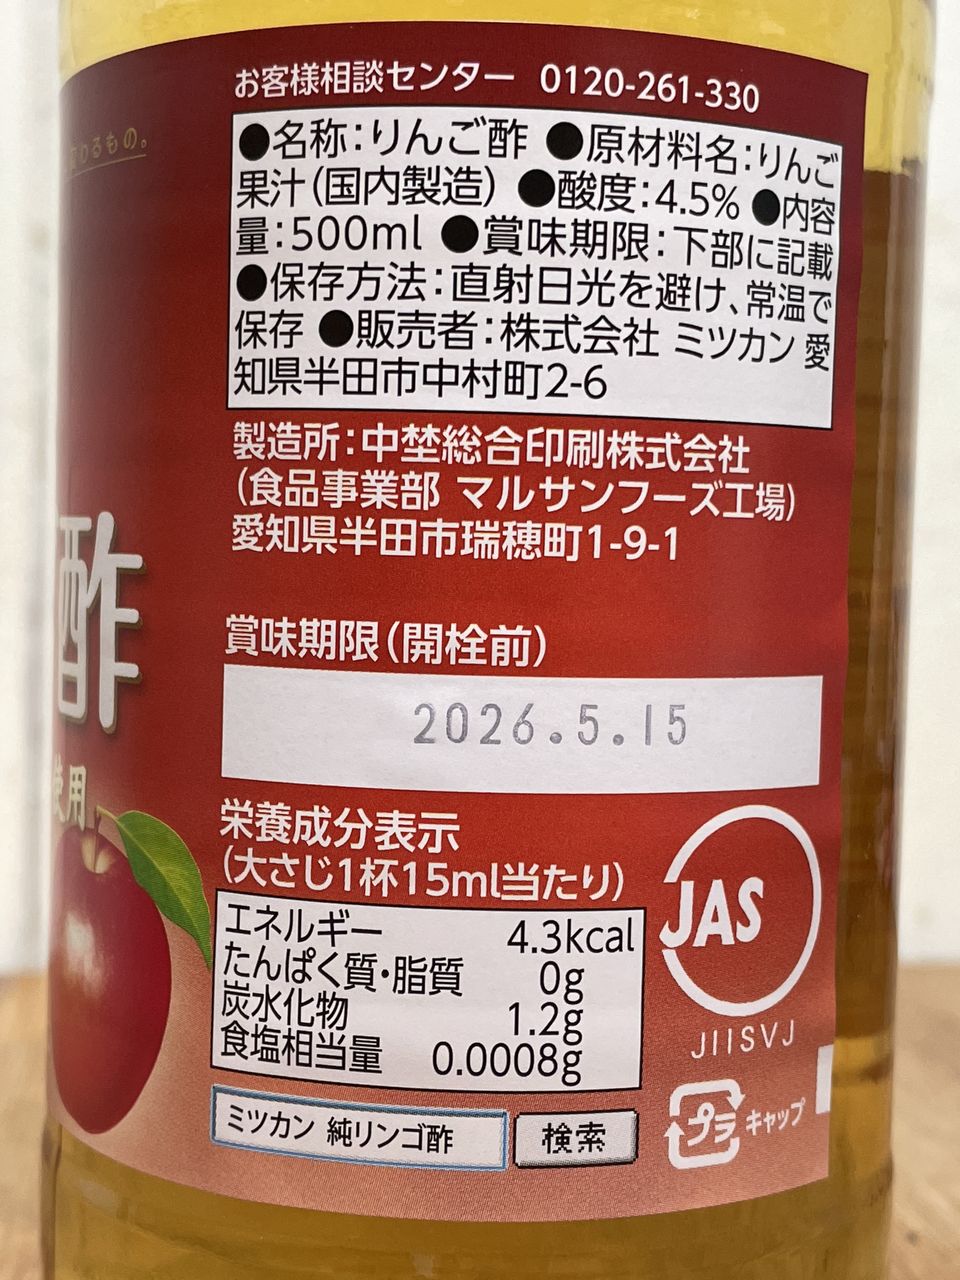 お客様相談センター 0120-261-330
●名称:りんご酢 ●原材料名:りんご
果汁(国内製造) ●酸度:4.5% ●内容
量:500ml ●賞味期限:下部に記載
●保存方法:直射日光を避け、常温で
保存 ●販売者:株式会社 ミツカン 愛
知県半田市中村町2-6
製造所:中埜総合印刷株式会社
(食品事業部 マルサンフーズ工場)
愛知県半田市瑞穂町1-9-1
賞味期限(開栓前)
2026.5.15
栄養成分表示
(大さじ1杯15ml当たり)
エネルギー 4.3kcal
たんぱく質・脂質 0g
炭水化物 1.2g
食塩相当量 0.0008g
ミツカン 純リンゴ酢 検索
JAS
JIISVJ
プラ キャップ
わるもの。
酢
使用